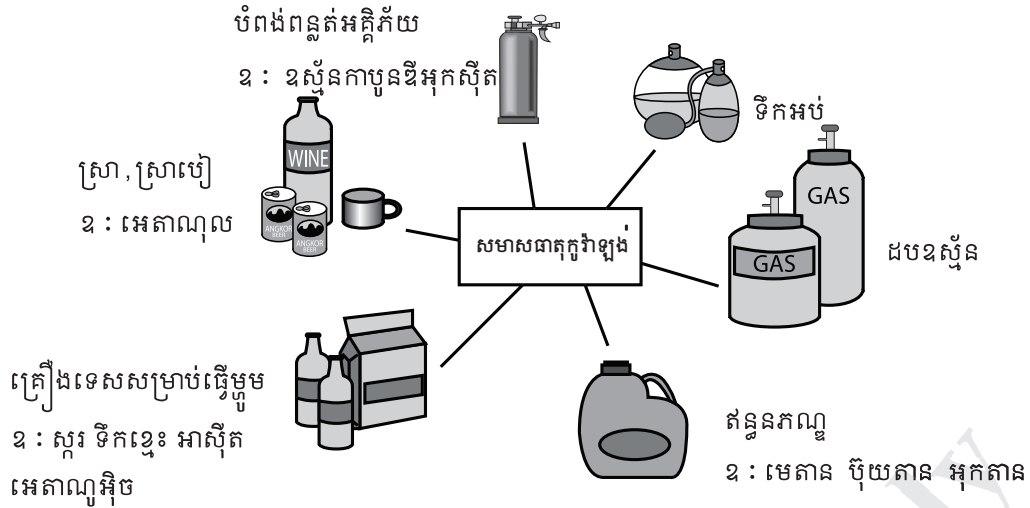 បំពង់ពន្លត់អគ្គិភ័យ
ឧ : ឧស្ម័នកាបូនឌីអុកស៊ីត
ទឹកអប់
WINE
ស្រា , ស្រាបៀ
ឧ : អេតាណុល
ANGKOR
BEER
ANGKOR
BEER
សមាសធាតុកូវ៉ាឡង់
GAS
GAS
ដបឧស្ម័ន
គ្រឿងទេសសម្រាប់ធ្វើម្ហូម
ឧ : ស្ករ ទឹកខ្មេះ អាស៊ីត
អេតាណូអ៊ិច
ឥន្ធនភណ្ឌ
ឧ : មេតាន ប៊ុយតាន អុកតាន
ly